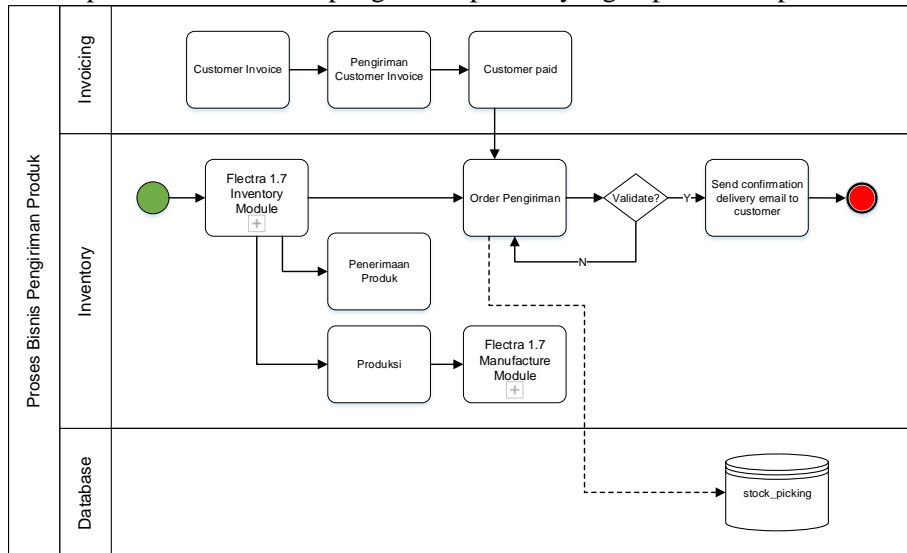 Proses Bisnis Pengiriman Produk
Invoicing
Customer Invoice
Pengiriman
Customer Invoice
Customer paid
Inventory
Flectra 1.7
Inventory
Module
Order Pengiriman
Validate?
Y
Send confirmation
delivery email to
customer
N
Penerimaan
Produk
Produksi
Flectra 1.7
Manufacture
Module
Database
stock_picking